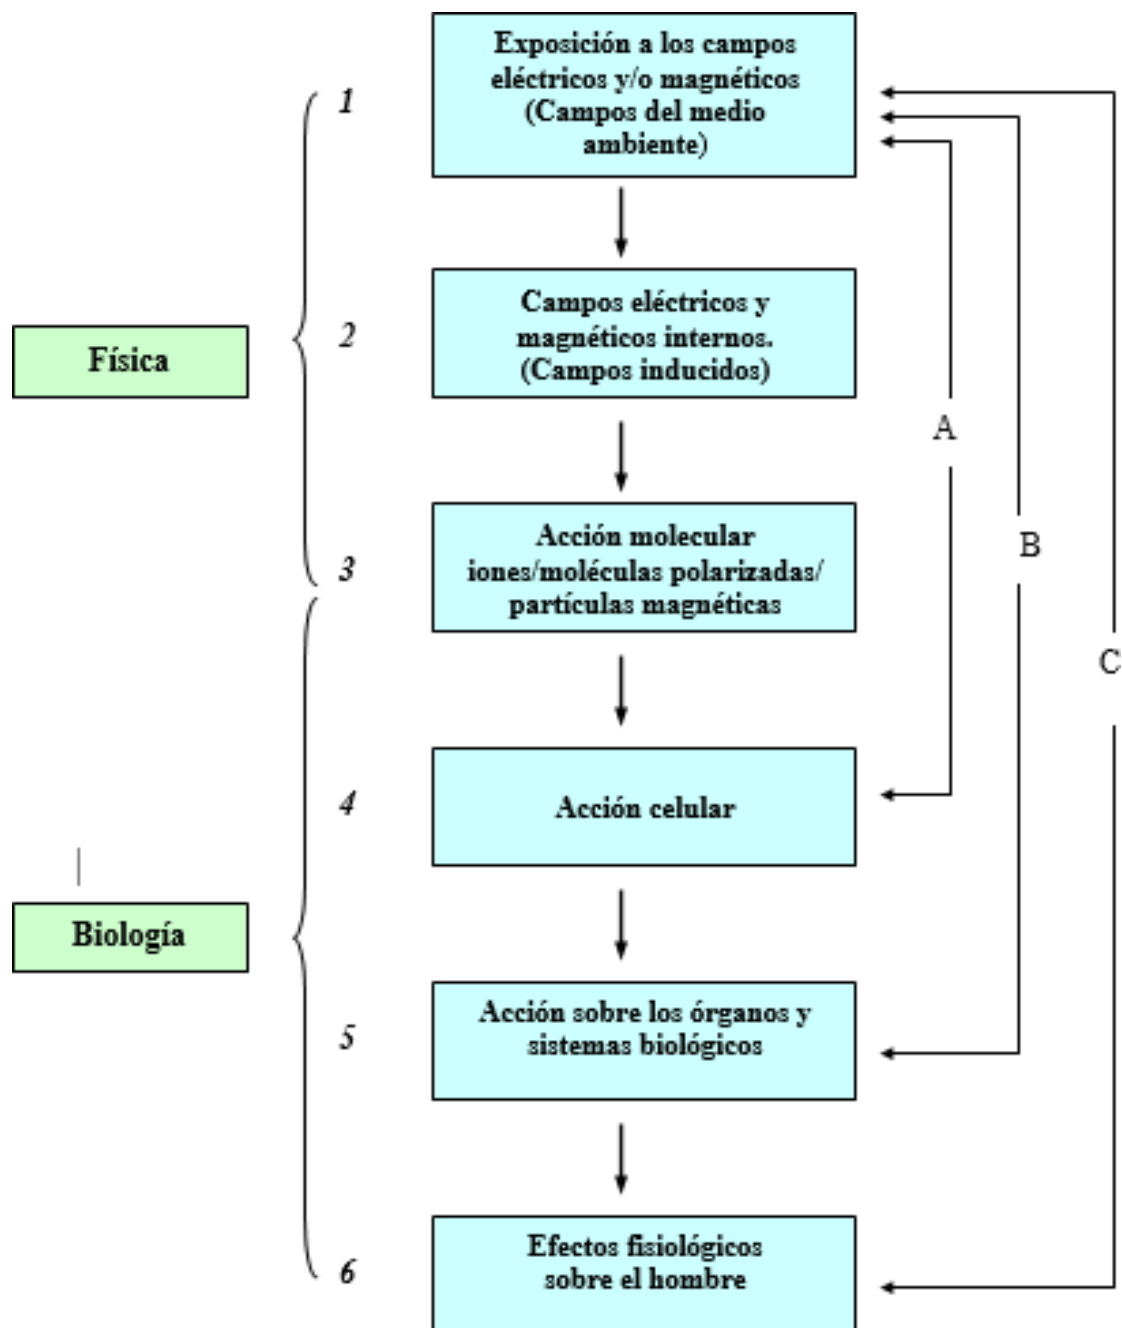 Exposición a los campos
eléctricos y/o magnéticos
(Campos del medio
ambiente)
1
Campos eléctricos y
magnéticos internos.
(Campos inducidos)
2
Física
A
Acción molecular
iones/moléculas polarizadas/
partículas magnéticas
3
B
C
4
Acción celular
Biología
Acción sobre los órganos y
sistemas biológicos
5
Efectos fisiológicos
sobre el hombre
6